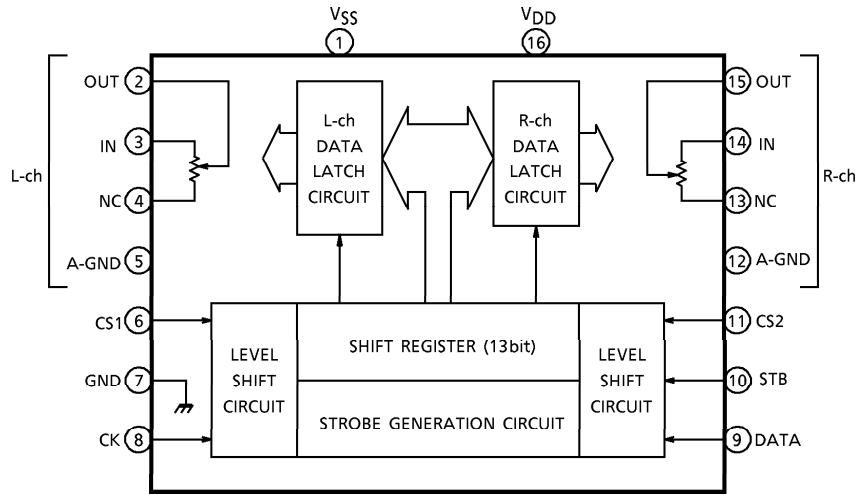 VSS
VDD
1
16
OUT 2
15 OUT
L-ch
DATA
LATCH
CIRCUIT
R-ch
DATA
LATCH
CIRCUIT
IN 3
14 IN
L-ch
R-ch
NC 4
13 NC
A-GND 5
12 A-GND
CS1 6
11 CS2
LEVEL
SHIFT
CIRCUIT
SHIFT REGISTER (13bit)
LEVEL
SHIFT
CIRCUIT
GND 7
10 STB
STROBE GENERATION CIRCUIT
CK 8
9 DATA